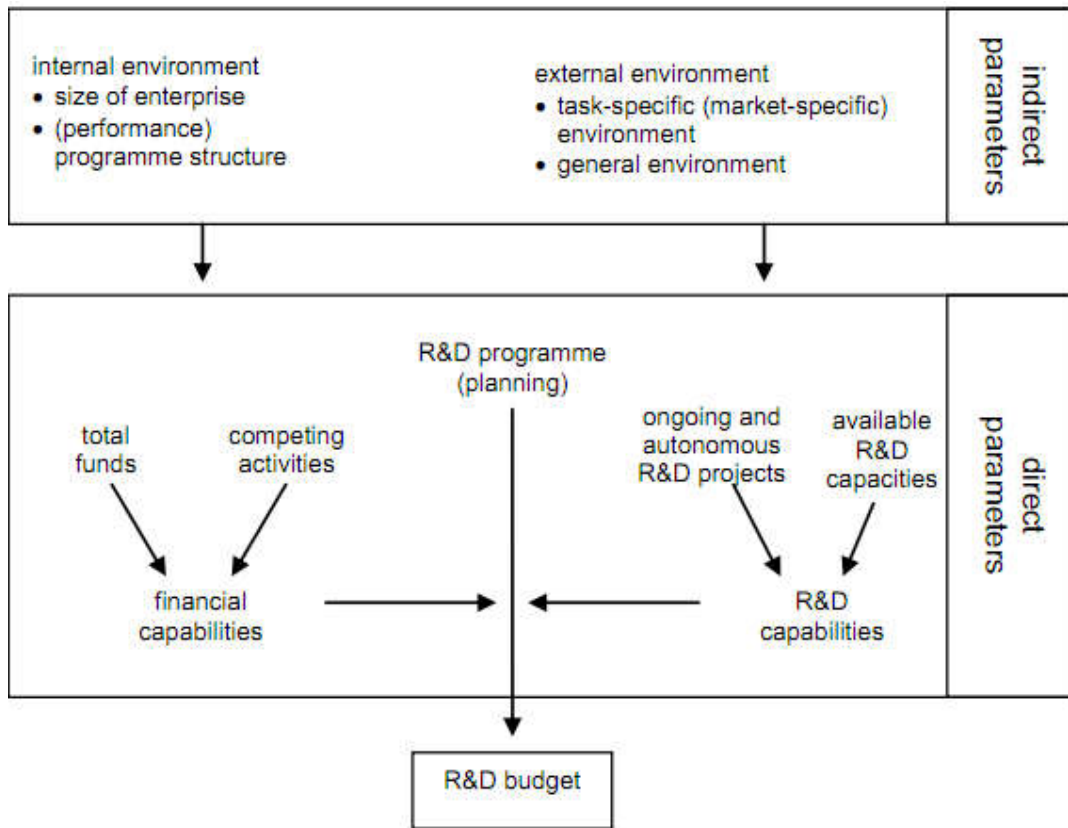 internal environment
• size of enterprise
• (performance)
programme structure
external environment
• task-specific (market-specific)
environment
• general environment
indirect
parameters
R&D programme
(planning)
total
funds
competing
activities
ongoing and
autonomous
R&D projects
available
R&D
capacities
financial
capabilities
R&D
capabilities
direct
parameters
R&D budget